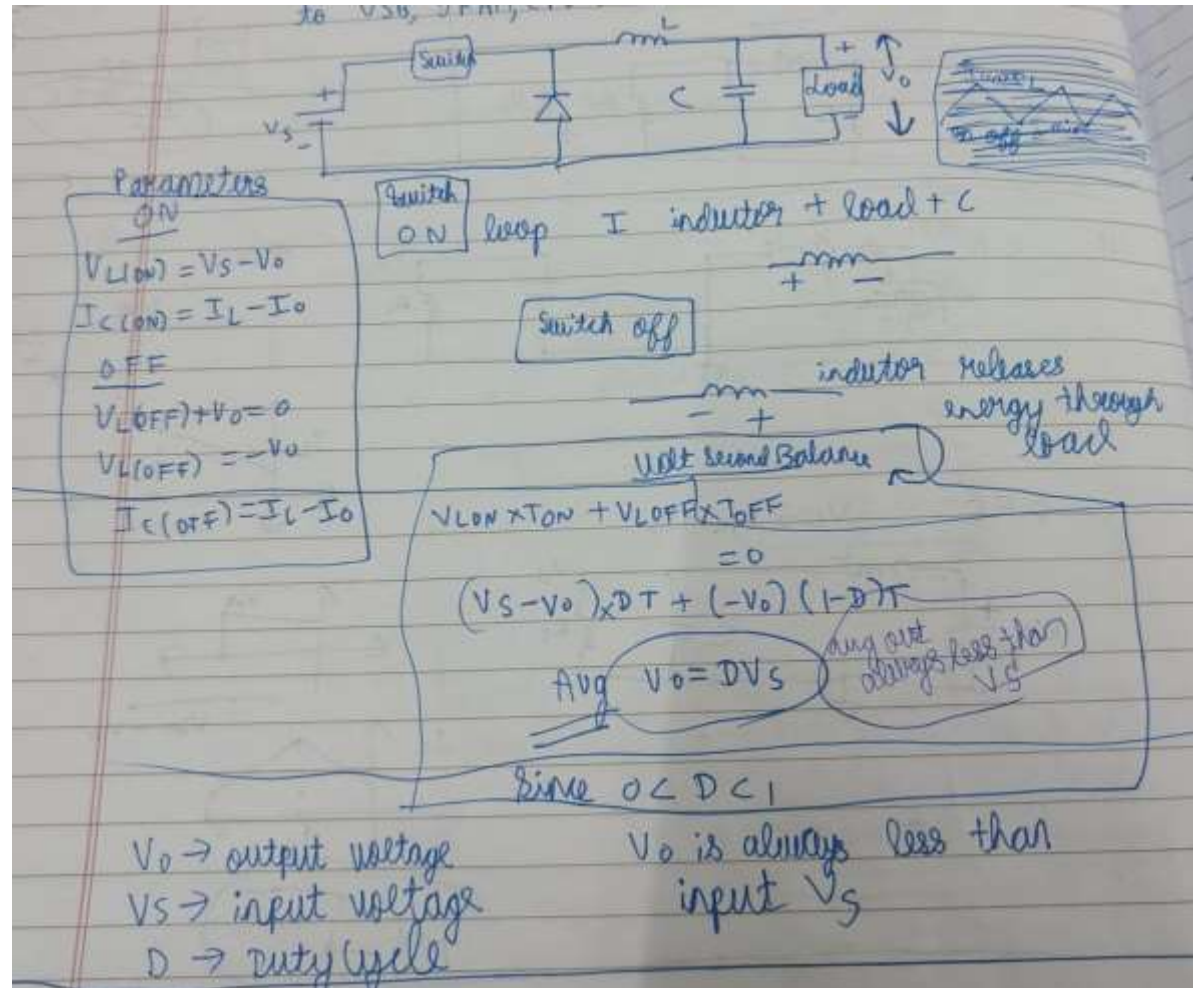 to VSB,
L
Switch
+
Vs
-
C
+
Load
-
Vo
Parameters
ON
VL(ON) = VS - Vo
IC(ON) = IL - Io
OFF
VL(OFF) + Vo = 0
VL(OFF) = -Vo
IC(OFF) = IL - Io
Switch
ON
loop I inductor + load + C
+ -
Switch off
indutor releases
energy through
load
- +
Volt Second Balance
VLON X TON + VLOFF X TOFF
= 0
(VS - Vo) x DT + (-Vo) (1-D)T
Avg Vo = DVS
avg out
always less than
VS
Since 0 < D < 1
Vo → output voltage
VS → input voltage
D → Duty Cycle
Vo is always less than
input VS